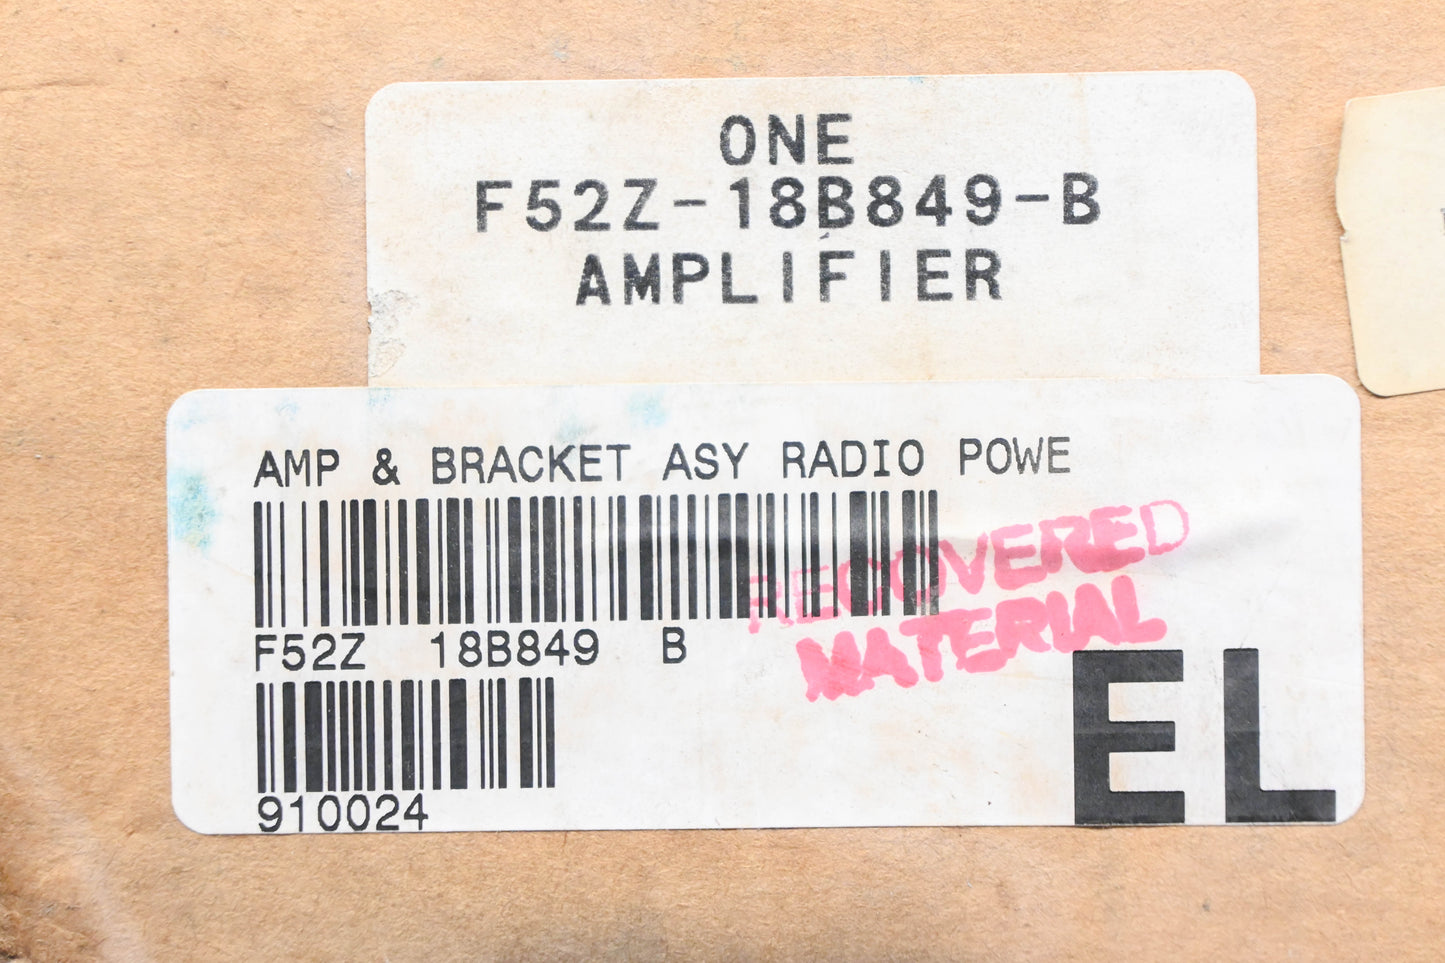 ONE
F52Z-18B849-B
AMPLIFIER
AMP & BRACKET ASY RADIO POWE
F52Z 18B849 B
RECOVERED
MATERIAL
910024
EL